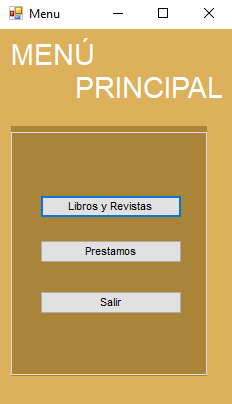 Menu
MENÚ
PRINCIPAL
Libros y Revistas
Prestamos
Salir